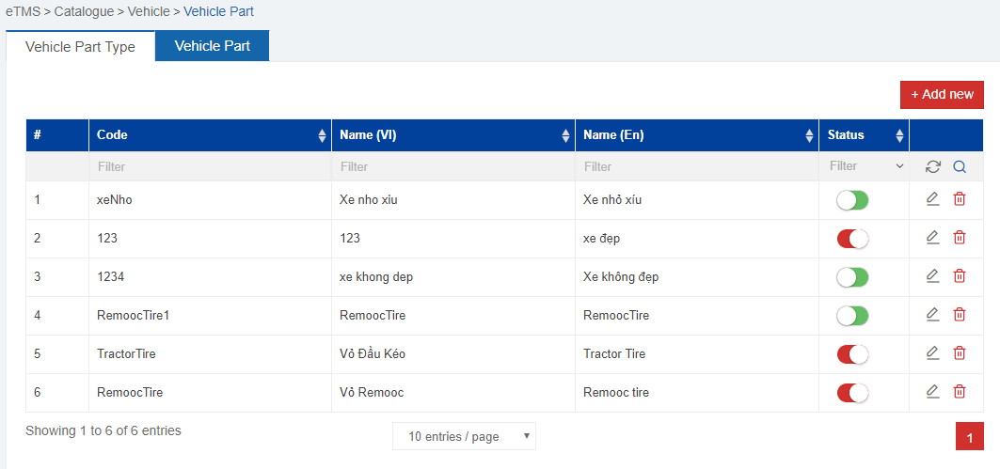 eTMS > Catalogue > Vehicle > Vehicle Part
Vehicle Part Type Vehicle Part
+ Add new
# Code Name (VI) Name (En) Status
Filter Filter Filter Filter
1 xeNho Xe nho xiu Xe nhỏ xíu
2 123 123 xe đẹp
3 1234 xe khong dep Xe không đẹp
4 RemoocTire1 RemoocTire RemoocTire
5 TractorTire Vỏ Đầu Kéo Tractor Tire
6 RemoocTire Vỏ Remooc Remooc tire
Showing 1 to 6 of 6 entries 10 entries / page 1